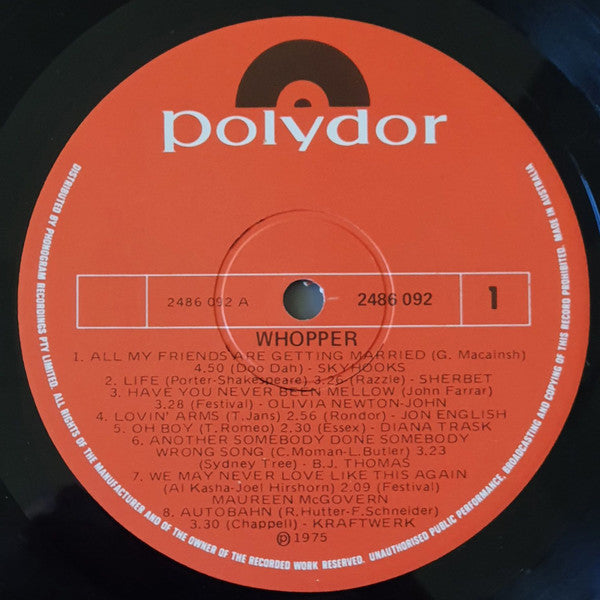 polydor
2486 092 A
2486 092
1
WHOPPER
1. ALL MY FRIENDS ARE GETTING MARRIED (G. Macainsh)
4.50 (Doo Dah) - SKYHOOKS
2. LIFE (Porter-Shakespeare) 3.26 (Razzle) - SHERBET
3. HAVE YOU NEVER BEEN MELLOW (John Farrar)
3.28 (Festival) - OLIVIA NEWTON-JOHN
4. LOVIN' ARMS (T. Jans) 2.56 (Rondor) - JON ENGLISH
5. OH BOY (T. Romeo) 2.30 (Essex) - DIANA TRASK
6. ANOTHER SOMEBODY DONE SOMEBODY
WRONG SONG (C. Moman-L. Butler) 3.23
(Sydney Tree) - B.J. THOMAS
7. WE MAY NEVER LOVE LIKE THIS AGAIN
(Al Kasha-Joel Hirshorn) 2.09 (Festival)
MAUREEN McGOVERN
8. AUTOBAHN (R. Hutter-F. Schneider)
3.30 (Chappell) - KRAFTWERK
℗1975
DISTRIBUTED BY PHONOGRAM RECORDINGS PTY LIMITED. ALL RIGHTS OF THE MANUFACTURER AND OF THE OWNER OF THE RECORDED WORK RESERVED. UNAUTHORISED PUBLIC PERFORMANCE, BROADCASTING AND COPYING OF THIS RECORD PROHIBITED. MADE IN AUSTRALIA